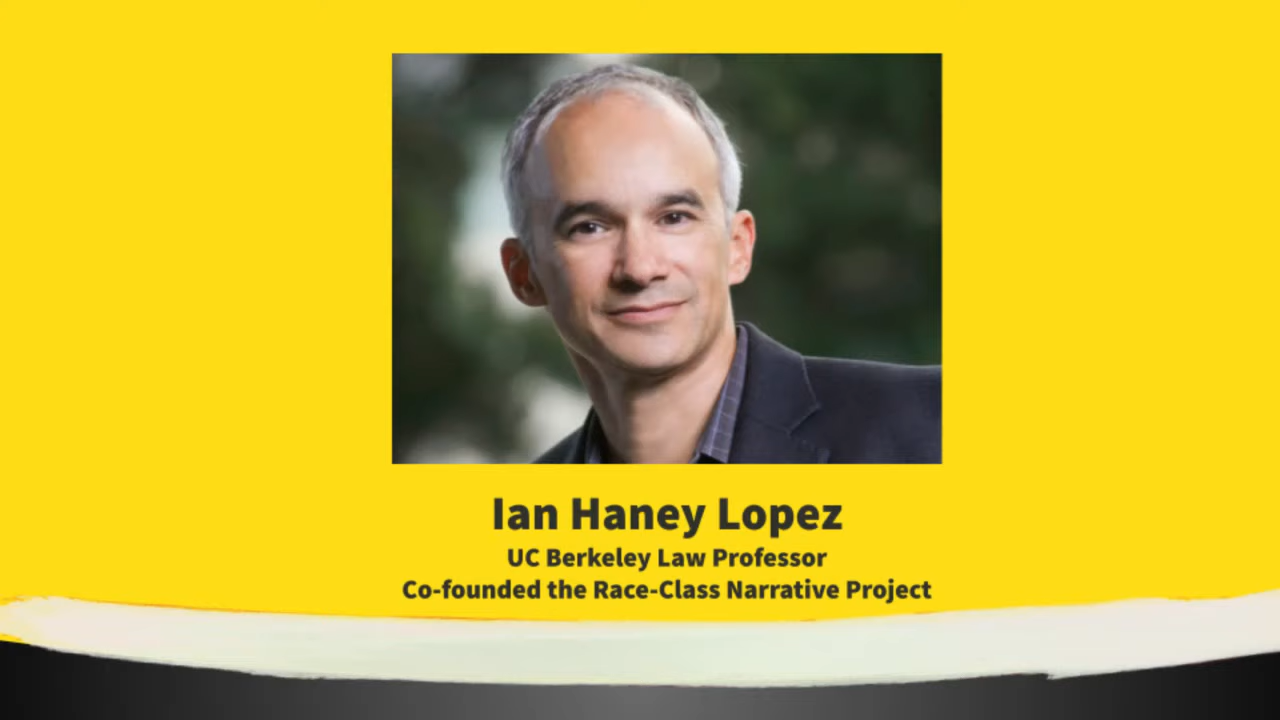 Ian Haney Lopez
UC Berkeley Law Professor
Co-founded the Race-Class Narrative Project